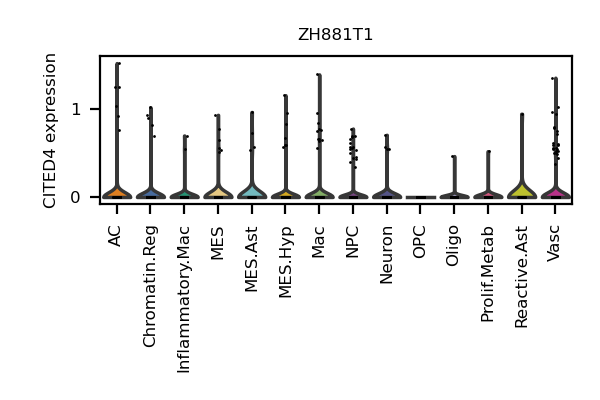 ZH881T1
CITED4 expression
1
0
AC
Chromatin.Reg
Inflammatory.Mac
MES
MES.Ast
MES.Hyp
Mac
NPC
Neuron
OPC
Oligo
Prolif.Metab
Reactive.Ast
Vasc